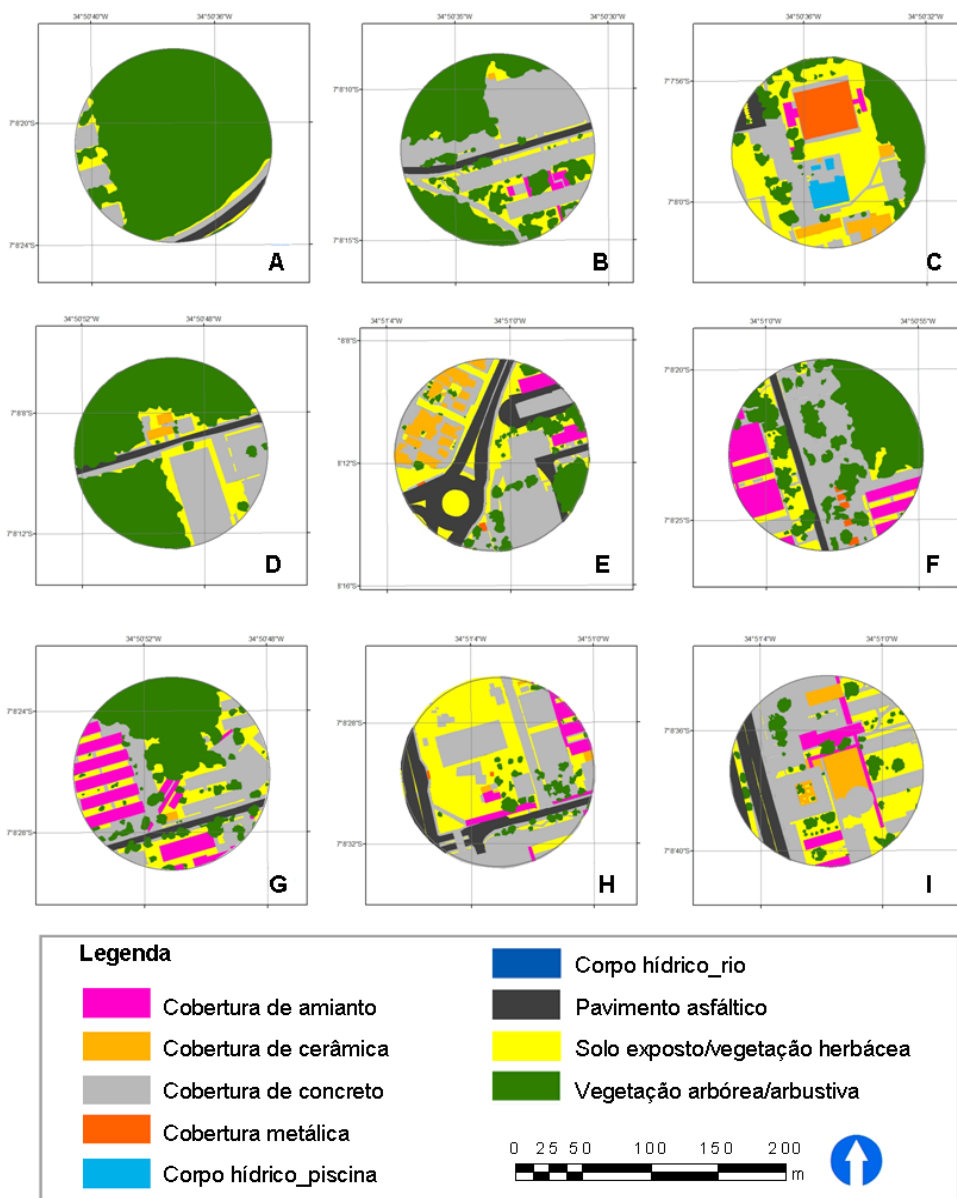 34°50'40"W 34°50'36"W
34°50'35"W 34°50'30"W
34°50'36"W 34°50'32"W
7°8'20"S
7°8'24"S
A
7°8'10"S
7°8'15"S
B
7°7'56"S
7°8'0"S
C
34°50'52"W 34°50'48"W
34°51'4"W 34°51'0"W
34°51'0"W 34°50'55"W
7°8'8"S
7°8'12"S
D
7°8'8"S
7°8'12"S
7°8'16"S
E
7°8'20"S
7°8'25"S
F
34°50'52"W 34°50'48"W
34°51'4"W 34°51'0"W
34°51'4"W 34°51'0"W
7°8'24"S
7°8'28"S
G
7°8'28"S
7°8'32"S
H
7°8'36"S
7°8'40"S
I
Legenda
Cobertura de amianto
Cobertura de cerâmica
Cobertura de concreto
Cobertura metálica
Corpo hídrico_piscina
Corpo hídrico_rio
Pavimento asfáltico
Solo exposto/vegetação herbácea
Vegetação arbórea/arbustiva
0 25 50 100 150 200
m